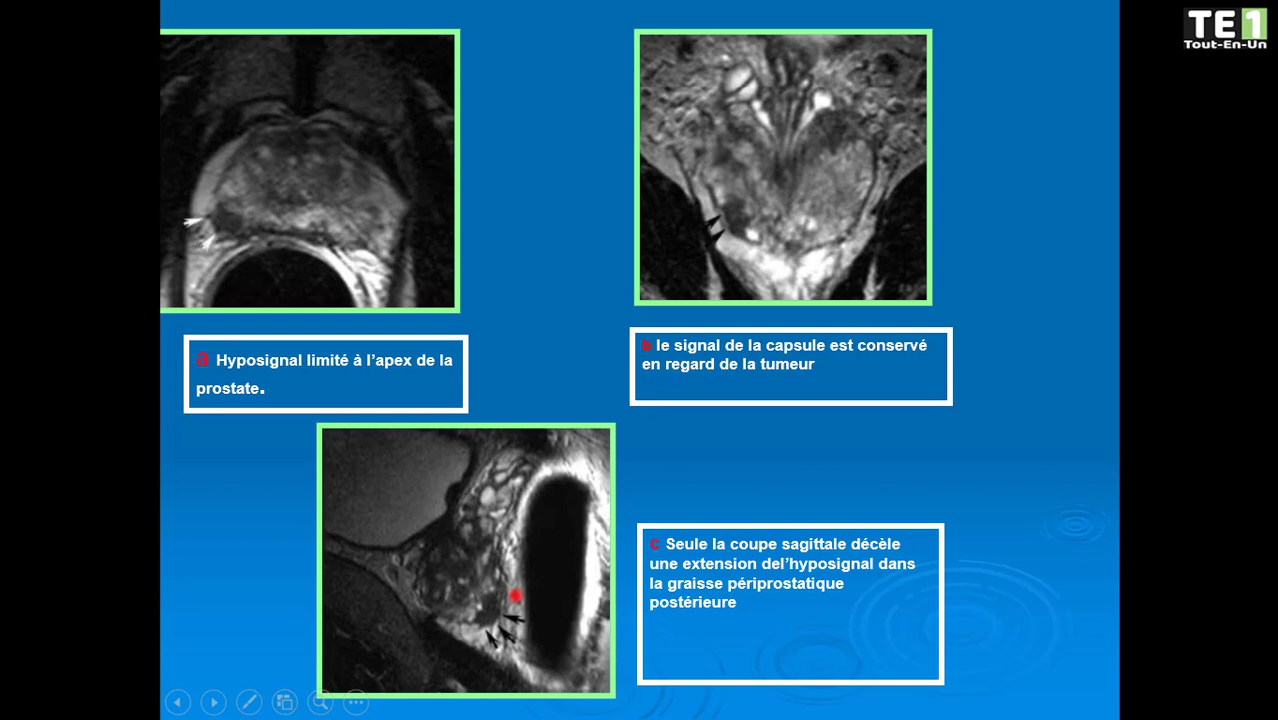 TE1
Tout-En-Un
a Hyposignal limité à l'apex de la
prostate.
b le signal de la capsule est conservé
en regard de la tumeur
c Seule la coupe sagittale décèle
une extension del'hyposignal dans
la graisse périprostatique
postérieure